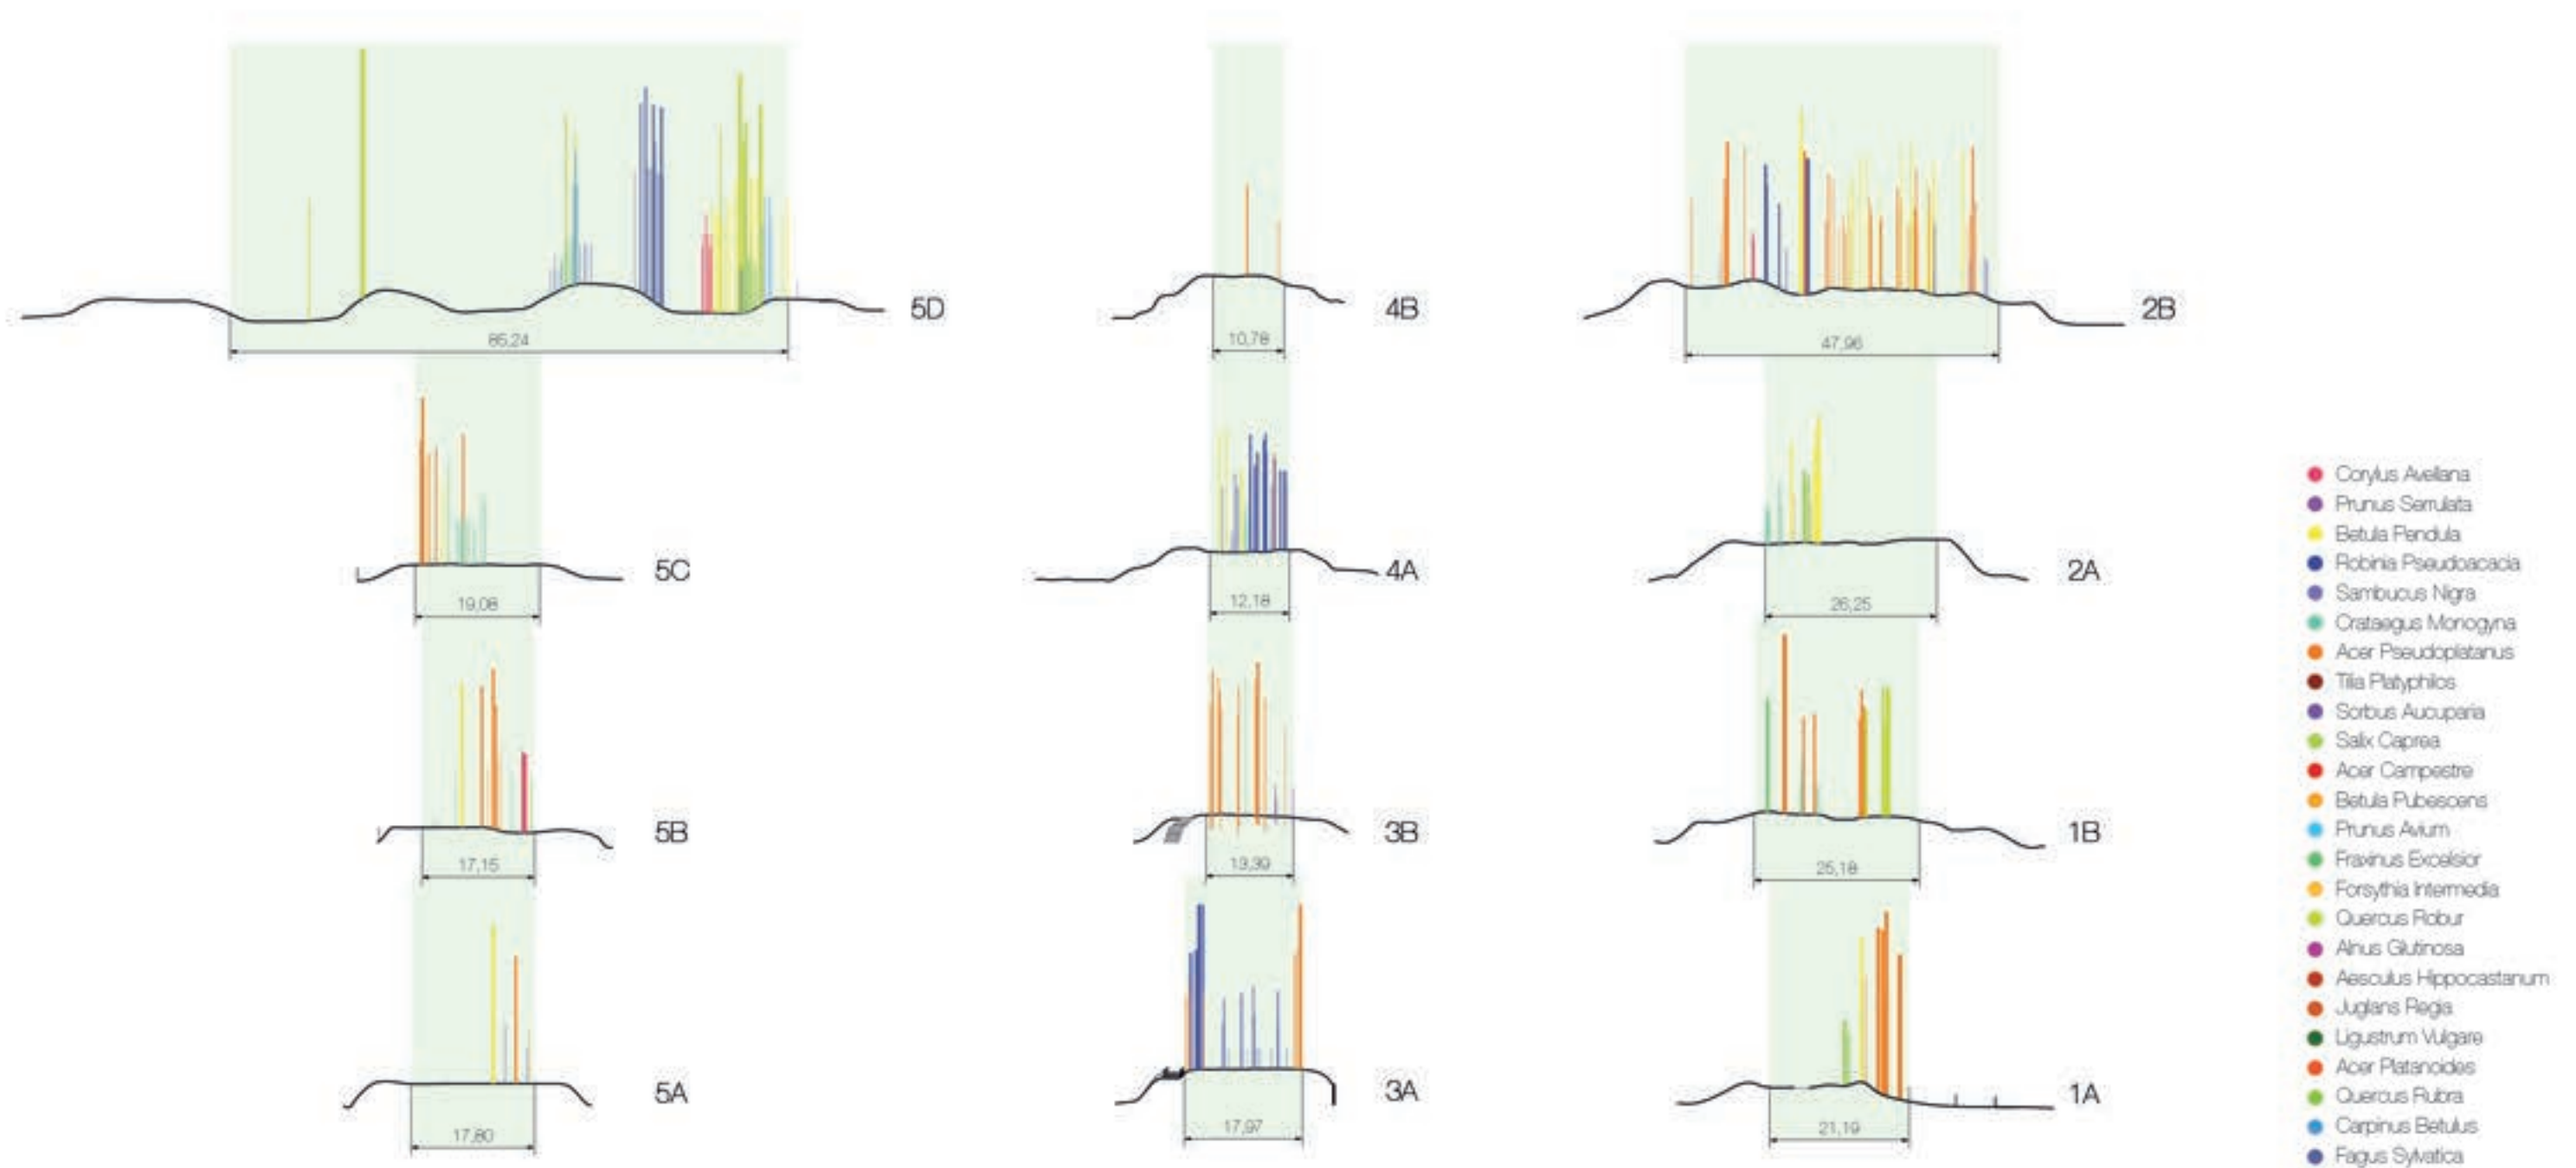 5D
4B
2B
85,24
10,78
47,96
5C
4A
2A
19,08
12,18
26,25
5B
3B
1B
17,15
13,39
25,18
5A
3A
1A
17,80
17,97
21,19
Corylus Avellana
Prunus Serrulata
Betula Pendula
Robinia Pseudoacacia
Sambucus Nigra
Crataegus Monogyna
Acer Pseudoplatanus
Tilia Platyphilos
Sorbus Aucuparia
Salix Caprea
Acer Campestre
Betula Pubescens
Prunus Avium
Fraxinus Excelsior
Forsythia Intermedia
Quercus Robur
Alnus Glutinosa
Aesculus Hippocastanum
Juglans Regia
Ligustrum Vulgare
Acer Platanoides
Quercus Rubra
Carpinus Betulus
Fagus Sylvatica